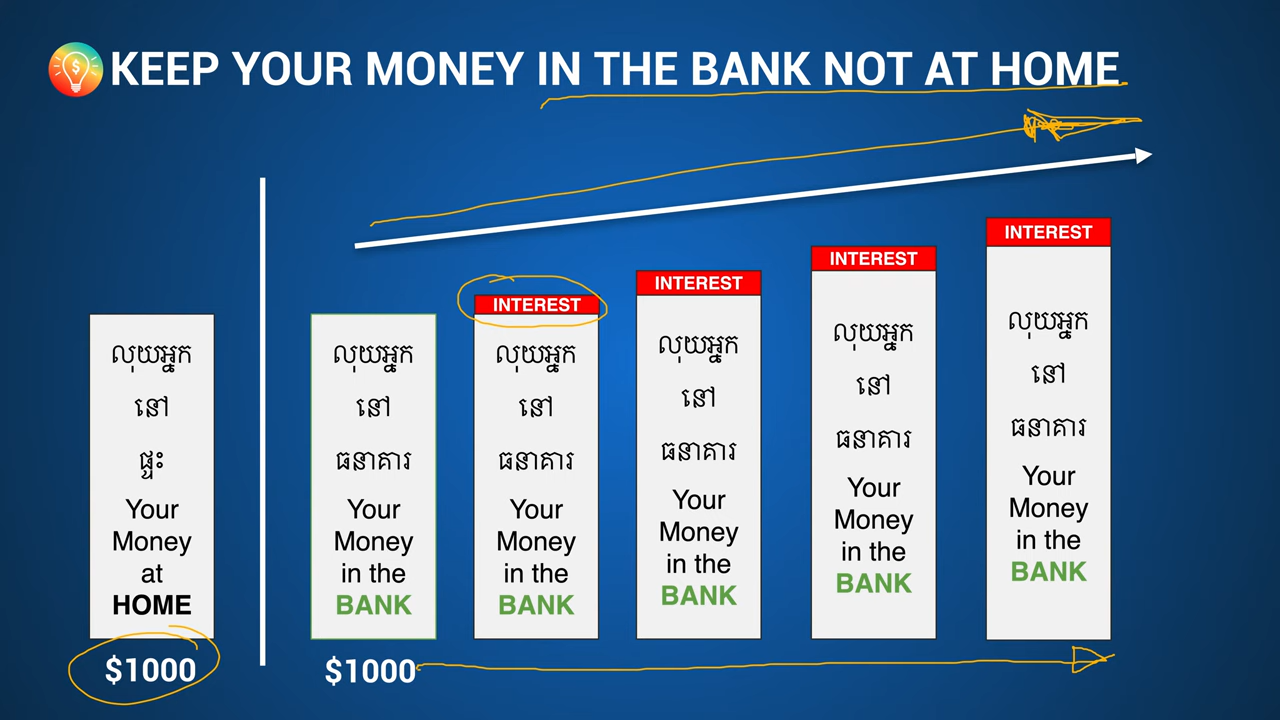 KEEP YOUR MONEY IN THE BANK NOT AT HOME
លុយអ្នក
នៅ
ផ្ទះ
Your
Money
at
HOME
$1000
លុយអ្នក
នៅ
ធនាគារ
Your
Money
in the
BANK
$1000
INTEREST
លុយអ្នក
នៅ
ធនាគារ
Your
Money
in the
BANK
INTEREST
លុយអ្នក
នៅ
ធនាគារ
Your
Money
in the
BANK
INTEREST
លុយអ្នក
នៅ
ធនាគារ
Your
Money
in the
BANK
INTEREST
លុយអ្នក
នៅ
ធនាគារ
Your
Money
in the
BANK